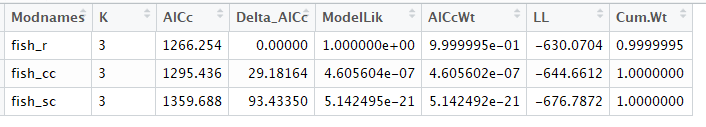 Modnames K AICc Delta_AICc ModelLik AICcWt LL Cum.Wt
fish_r 3 1266.254 0.00000 1.000000e+00 9.999995e-01 −630.0704 0.9999995
fish_cc 3 1295.436 29.18164 4.605604e-07 4.605602e-07 −644.6612 1.0000000
fish_sc 3 1359.688 93.43350 5.142495e-21 5.142492e-21 −676.7872 1.0000000